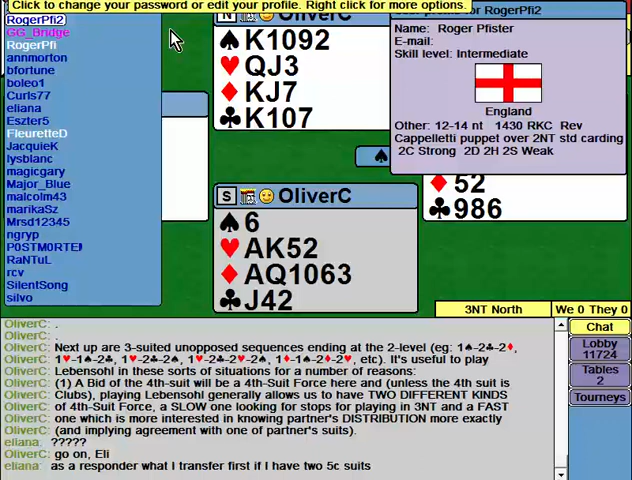 Click to change your password or edit your profile. Right click for more options.
RogerPfi2
GG_Bridge
RogerPfi
annmorton
bfortune
boleo1
Curls77
eliana
Eszter5
FleuretteD
JacquieK
lysblanc
magicgary
Major_Blue
malcolm43
marikaSz
Mrsd12345
ngryp
P0STM0RTEM
RaNTuL
rcv
SilentSong
silvo
N OliverC
♠K1092
♥QJ3
♦KJ7
♣K107
for RogerPfi2
Name: Roger Pfister
E-mail:
Skill level: Intermediate
England
Other: 12-14 nt 1430 RKC Rev
Cappelletti puppet over 2NT std carding
2C Strong 2D 2H 2S Weak
♠
♦52
♣986
S OliverC
♠6
♥AK52
♦AQ1063
♣J42
3NT North
We 0 They 0
OliverC: .
OliverC: .
OliverC: Next up are 3-suited unopposed sequences ending at the 2-level (eg: 1♠-2♣-2♦,
1♥-1♠-2♣, 1♥-2♣-2♠, 1♥-2♣-2♥-2♠, 1♦-1♠-2♦-2♥, etc). It's useful to play
Lebensohl in these sorts of situations for a number of reasons:
OliverC: (1) A Bid of the 4th-suit will be a 4th-Suit Force here and (unless the 4th suit is
Clubs), playing Lebensohl generally allows us to have TWO DIFFERENT KINDS
of 4th-Suit Force, a SLOW one looking for stops for playing in 3NT and a FAST
one which is more interested in knowing partner's DISTRIBUTION more exactly
(and implying agreement with one of partner's suits).
eliana: ?????
OliverC: go on, Eli
eliana: as a responder what I transfer first if I have two 5c suits
Chat
Lobby
11724
Tables
2
Tourneys